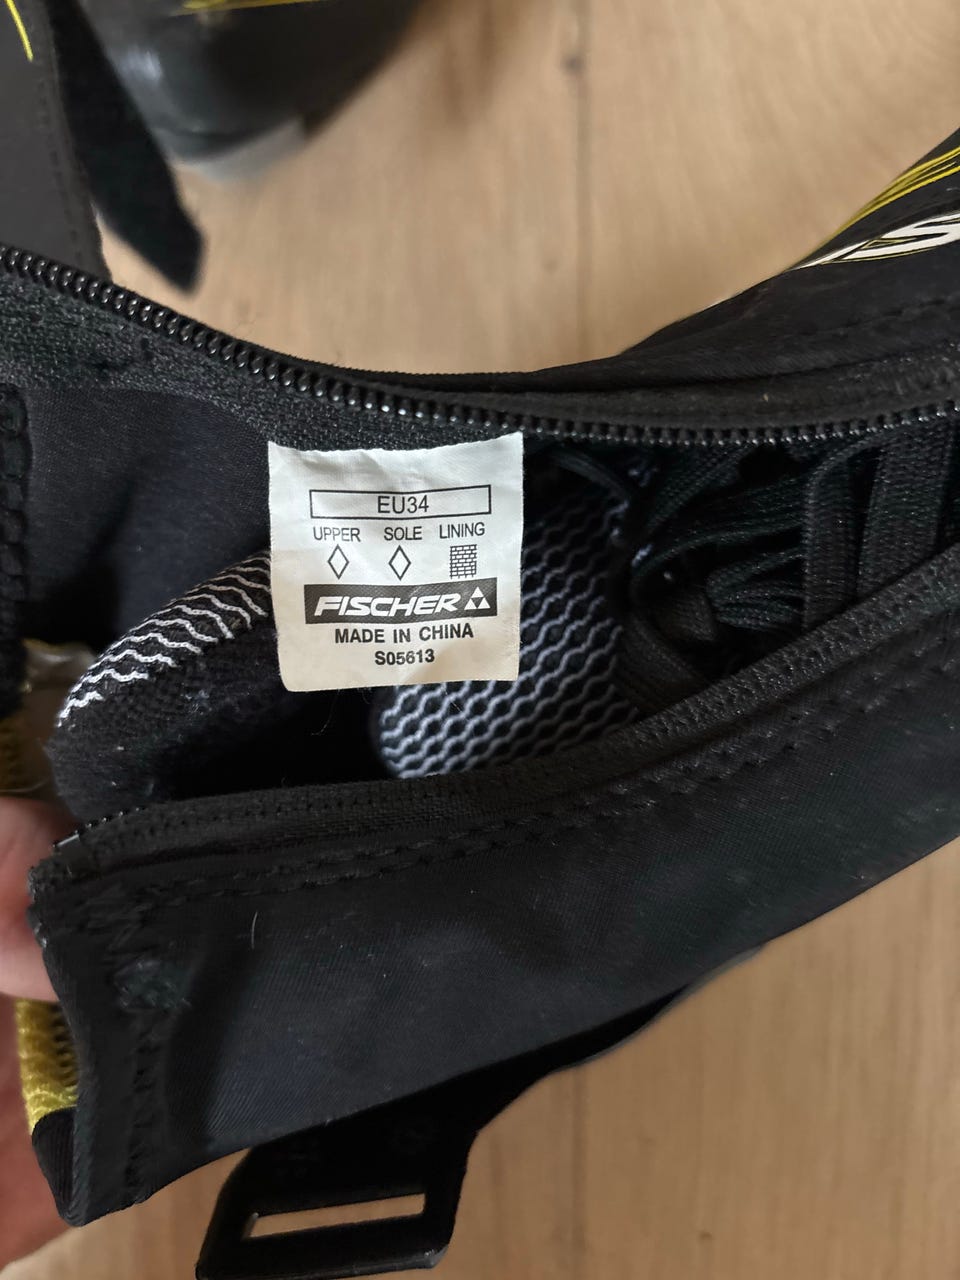 EU34
UPPER SOLE LINING
FISCHER
MADE IN CHINA
S05613